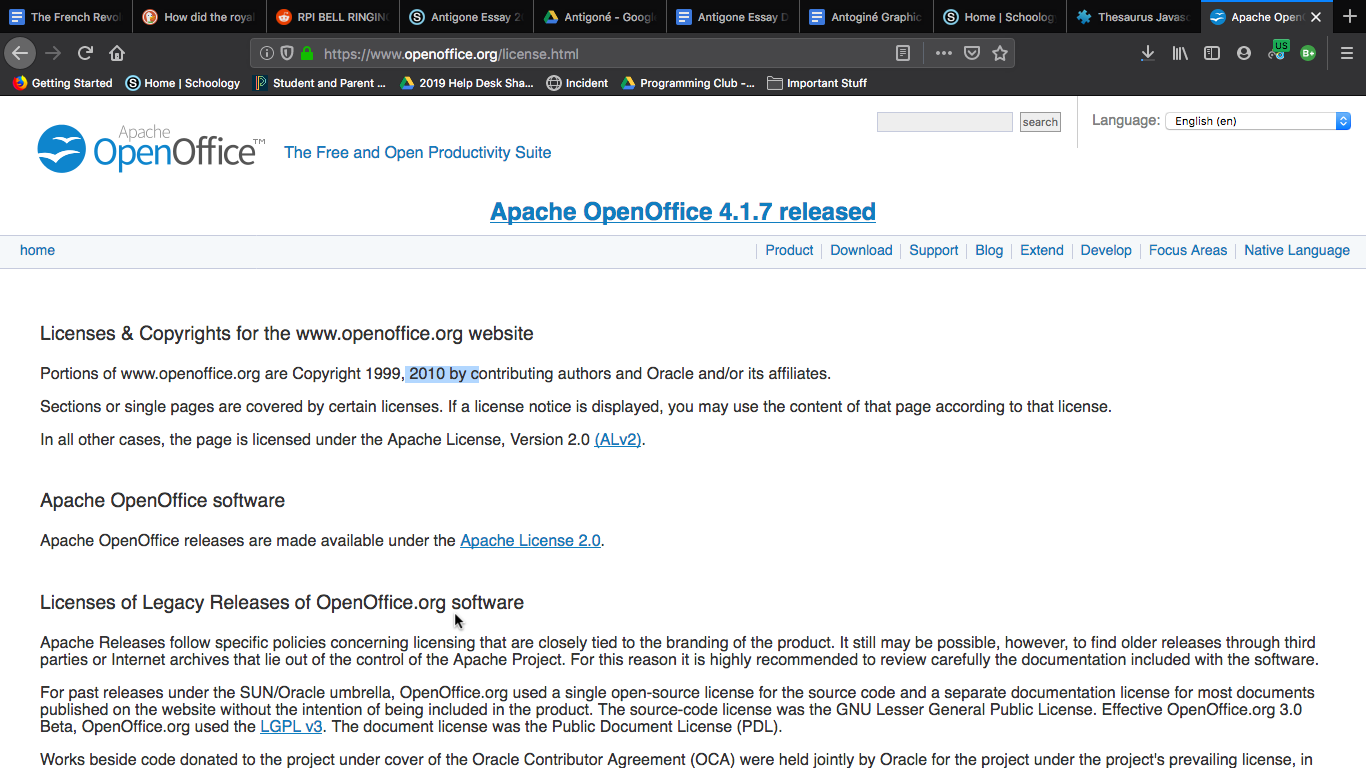 The French Revol
How did the royal
RPI BELL RINGING
Antigone Essay 2
Antigoné - Google
Antigone Essay D
Antoginé Graphic
Home | Schoology
Thesaurus Javasc
Apache Open
https://www.openoffice.org/license.html
US
B+
Getting Started
Home | Schoology
Student and Parent ...
2019 Help Desk Sha...
Incident
Programming Club -...
Important Stuff
Apache
OpenOffice™
The Free and Open Productivity Suite
search
Language:
English (en)
Apache OpenOffice 4.1.7 released
home
Product
Download
Support
Blog
Extend
Develop
Focus Areas
Native Language
Licenses & Copyrights for the www.openoffice.org website
Portions of www.openoffice.org are Copyright 1999, 2010 by contributing authors and Oracle and/or its affiliates.
Sections or single pages are covered by certain licenses. If a license notice is displayed, you may use the content of that page according to that license.
In all other cases, the page is licensed under the Apache License, Version 2.0 (ALv2).
Apache OpenOffice software
Apache OpenOffice releases are made available under the Apache License 2.0.
Licenses of Legacy Releases of OpenOffice.org software
Apache Releases follow specific policies concerning licensing that are closely tied to the branding of the product. It still may be possible, however, to find older releases through third
parties or Internet archives that lie out of the control of the Apache Project. For this reason it is highly recommended to review carefully the documentation included with the software.
For past releases under the SUN/Oracle umbrella, OpenOffice.org used a single open-source license for the source code and a separate documentation license for most documents
published on the website without the intention of being included in the product. The source-code license was the GNU Lesser General Public License. Effective OpenOffice.org 3.0
Beta, OpenOffice.org used the LGPL v3. The document license was the Public Document License (PDL).
Works beside code donated to the project under cover of the Oracle Contributor Agreement (OCA) were held jointly by Oracle for the project under the project's prevailing license, in